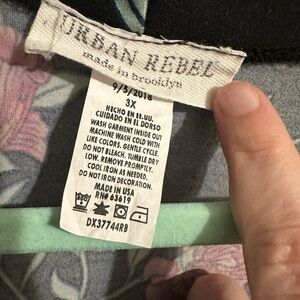 URBAN REBEL
made in brooklyn
9/5/2018
3X
HECHO EN EE.UU.
CUIDADO EN EL DORSO
WASH GARMENT INSIDE OUT
MACHINE WASH COLD WITH
LIKE COLORS. GENTLE CYCLE.
DO NOT BLEACH, TUMBLE DRY
LOW. REMOVE PROMPTLY.
COOL IRON AS NEEDED.
DO NOT IRON DECORATION.
MADE IN USA
RN# 63619
DX37744RB